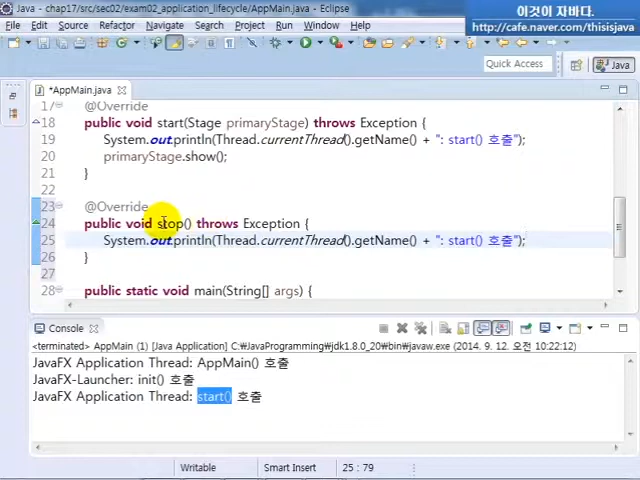 Java - chap17/src/sec02/exam02_application_lifecycle/AppMain.java - Eclipse
이것이 자바다.
http://cafe.naver.com/thisisjava
File Edit Source Refactor Navigate Search Project Run Window Help
Quick Access
Java
*AppMain.java
17 @Override
18 public void start(Stage primaryStage) throws Exception {
19 System.out.println(Thread.currentThread().getName() + ": start() 호출");
20 primaryStage.show();
21 }
22
23 @Override
24 public void stop() throws Exception {
25 System.out.println(Thread.currentThread().getName() + ": start() 호출");
26 }
27
28 public static void main(String[] args) {
Console
<terminated> AppMain (1) [Java Application] C:₩JavaProgramming₩jdk1.8.0_20₩bin₩javaw.exe (2014. 9. 12. 오전 10:22:12)
JavaFX Application Thread: AppMain() 호출
JavaFX-Launcher: init() 호출
JavaFX Application Thread: start() 호출
Writable Smart Insert 25 : 79